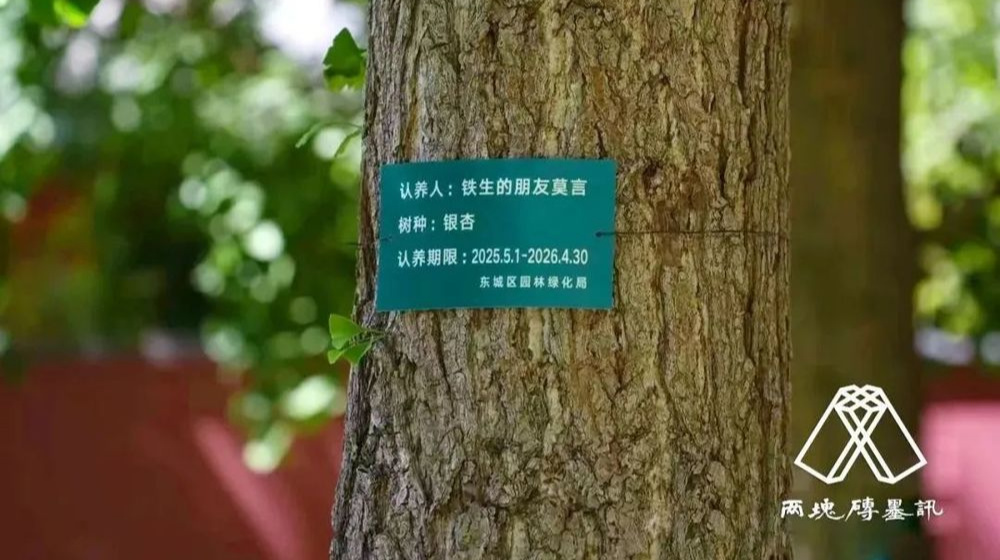 认养人：铁生的朋友莫言
树种：银杏
认养期限：2025.5.1-2026.4.30
东城区园林绿化局
两塊磚墨訊